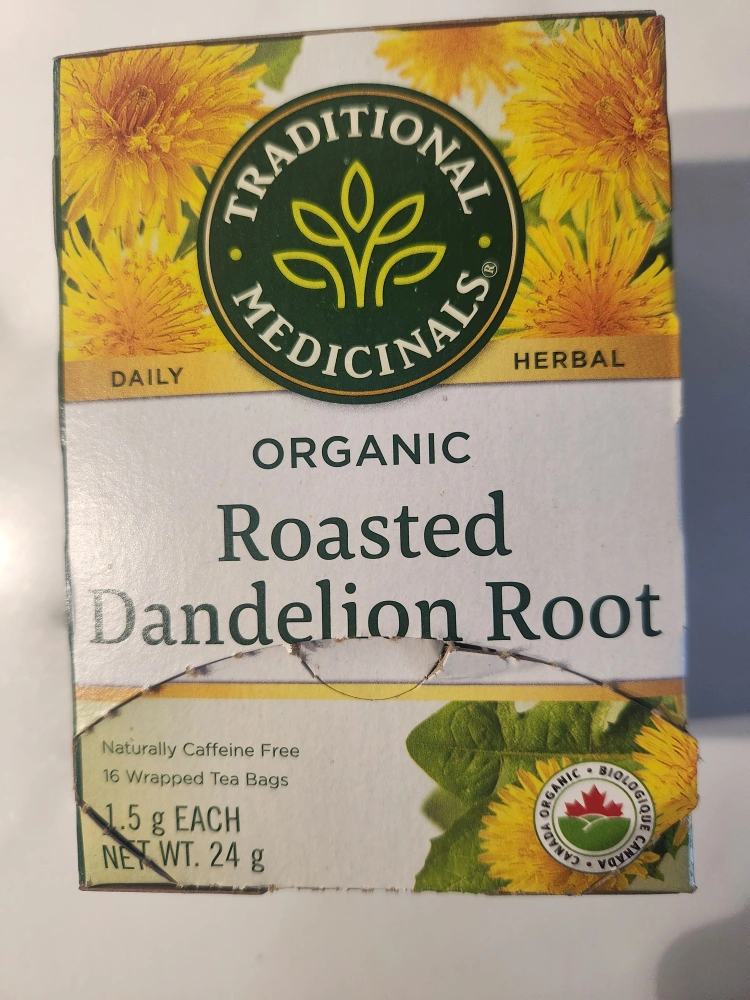 TRADITIONAL
MEDICINALS®
DAILY
HERBAL
ORGANIC
Roasted
Dandelion Root
Naturally Caffeine Free
16 Wrapped Tea Bags
1.5 g EACH
NET WT. 24 g
CANADA ORGANIC • BIOLOGIQUE CANADA •